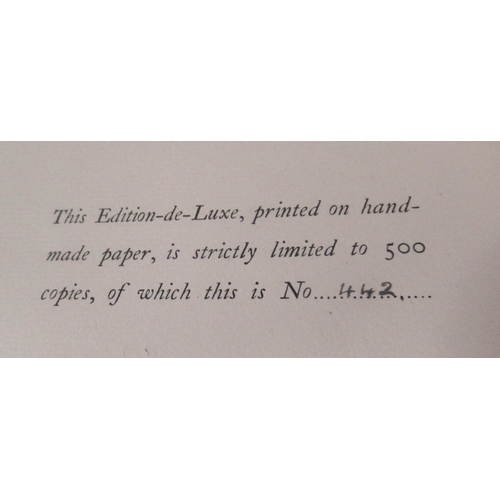 This Edition-de-Luxe, printed on hand-
made paper, is strictly limited to 500
copies, of which this is No....442.....